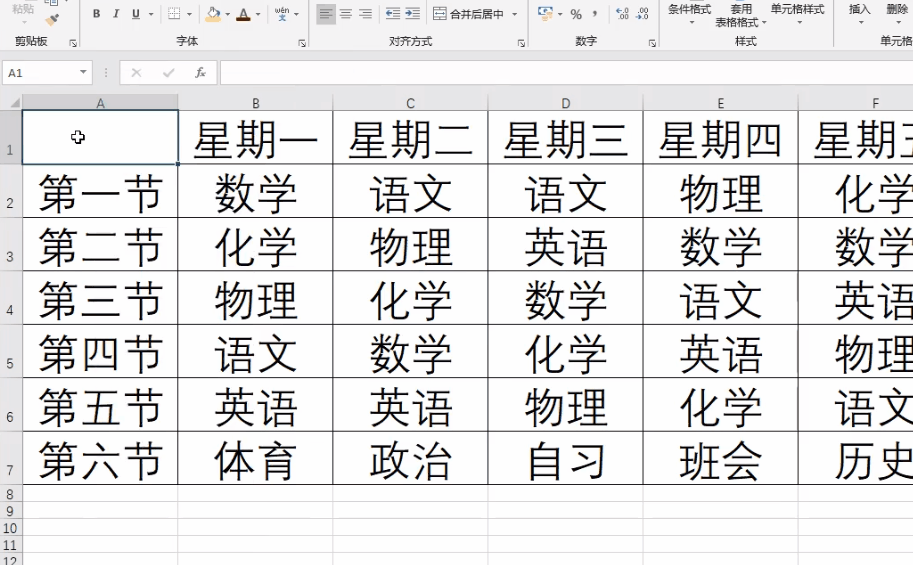 粘贴 B I U A wén 文 合并后居中 % , 条件格式 套用 表格格式 单元格样式 插入 删除
剪贴板 字体 对齐方式 数字 样式 单元格
A1 fx
A B C D E F
1 星期一 星期二 星期三 星期四 星期五
2 第一节 数学 语文 语文 物理 化学
3 第二节 化学 物理 英语 数学 数学
4 第三节 物理 化学 数学 语文 英语
5 第四节 语文 数学 化学 英语 物理
6 第五节 英语 英语 物理 化学 语文
7 第六节 体育 政治 自习 班会 历史
8
9
10
11
12